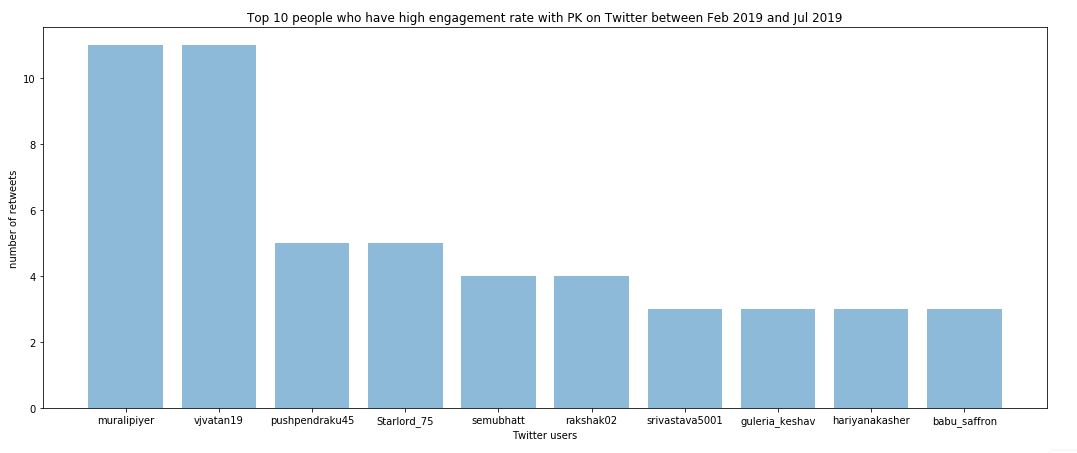 Top 10 people who have high engagement rate with PK on Twitter between Feb 2019 and Jul 2019
number of retweets
10
8
6
4
2
0
muralipiyer vjvatan19 pushpendraku45 Starlord_75 semubhatt rakshak02 srivastava5001 guleria_keshav hariyanakasher babu_saffron
Twitter users